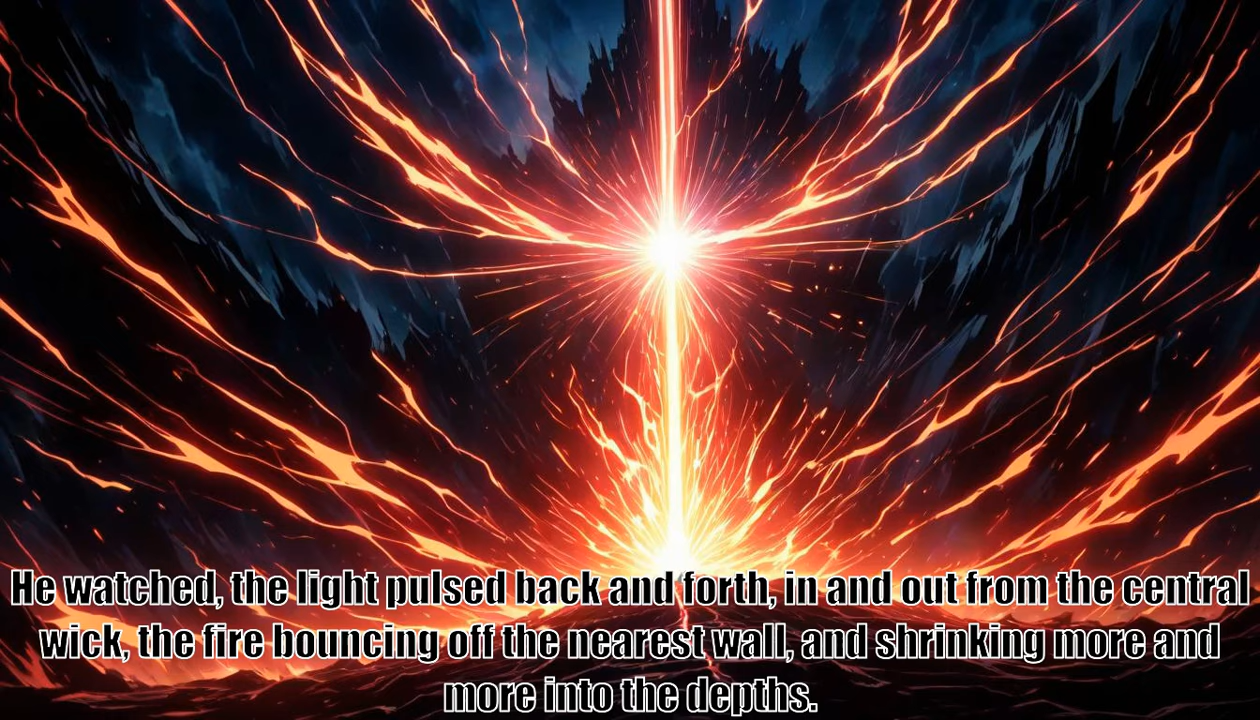 He watched, the light pulsed back and forth, in and out from the central
wick, the fire bouncing off the nearest wall, and shrinking more and
more into the depths.